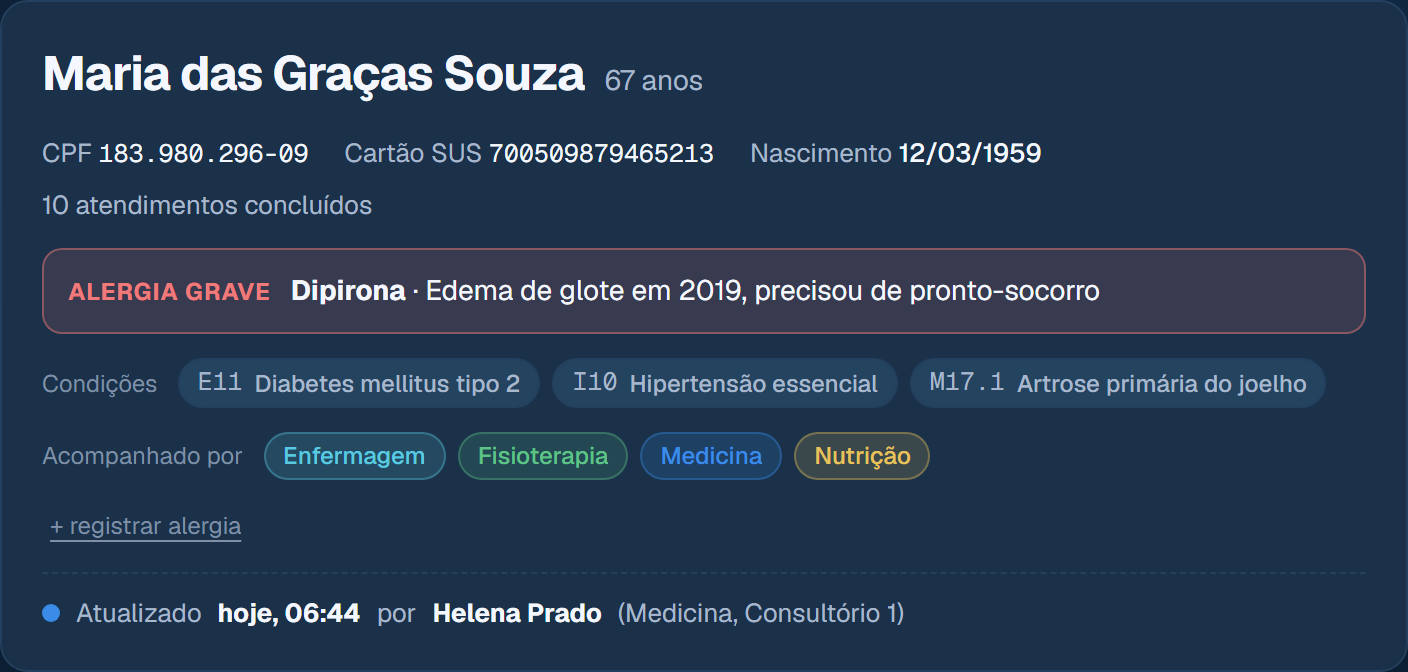 Maria das Graças Souza 67 anos
CPF 183.980.296-09 Cartão SUS 700509879465213 Nascimento 12/03/1959
10 atendimentos concluídos
ALERGIA GRAVE Dipirona · Edema de glote em 2019, precisou de pronto-socorro
Condições E11 Diabetes mellitus tipo 2 I10 Hipertensão essencial M17.1 Artrose primária do joelho
Acompanhado por Enfermagem Fisioterapia Medicina Nutrição
+ registrar alergia
Atualizado hoje, 06:44 por Helena Prado (Medicina, Consultório 1)